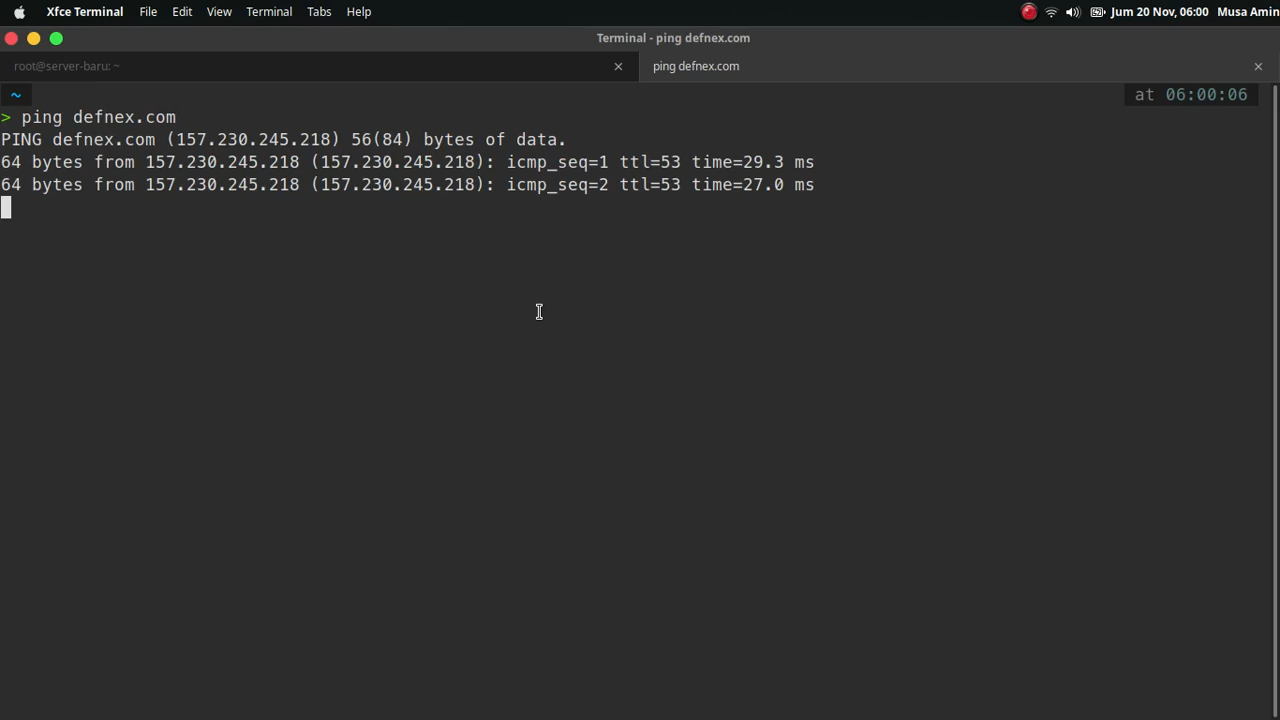 Xfce Terminal File Edit View Terminal Tabs Help Jum 20 Nov, 06:00 Musa Amin
Terminal - ping defnex.com
root@server-baru: ~ × ping defnex.com ×
~ at 06:00:06
> ping defnex.com
PING defnex.com (157.230.245.218) 56(84) bytes of data.
64 bytes from 157.230.245.218 (157.230.245.218): icmp_seq=1 ttl=53 time=29.3 ms
64 bytes from 157.230.245.218 (157.230.245.218): icmp_seq=2 ttl=53 time=27.0 ms